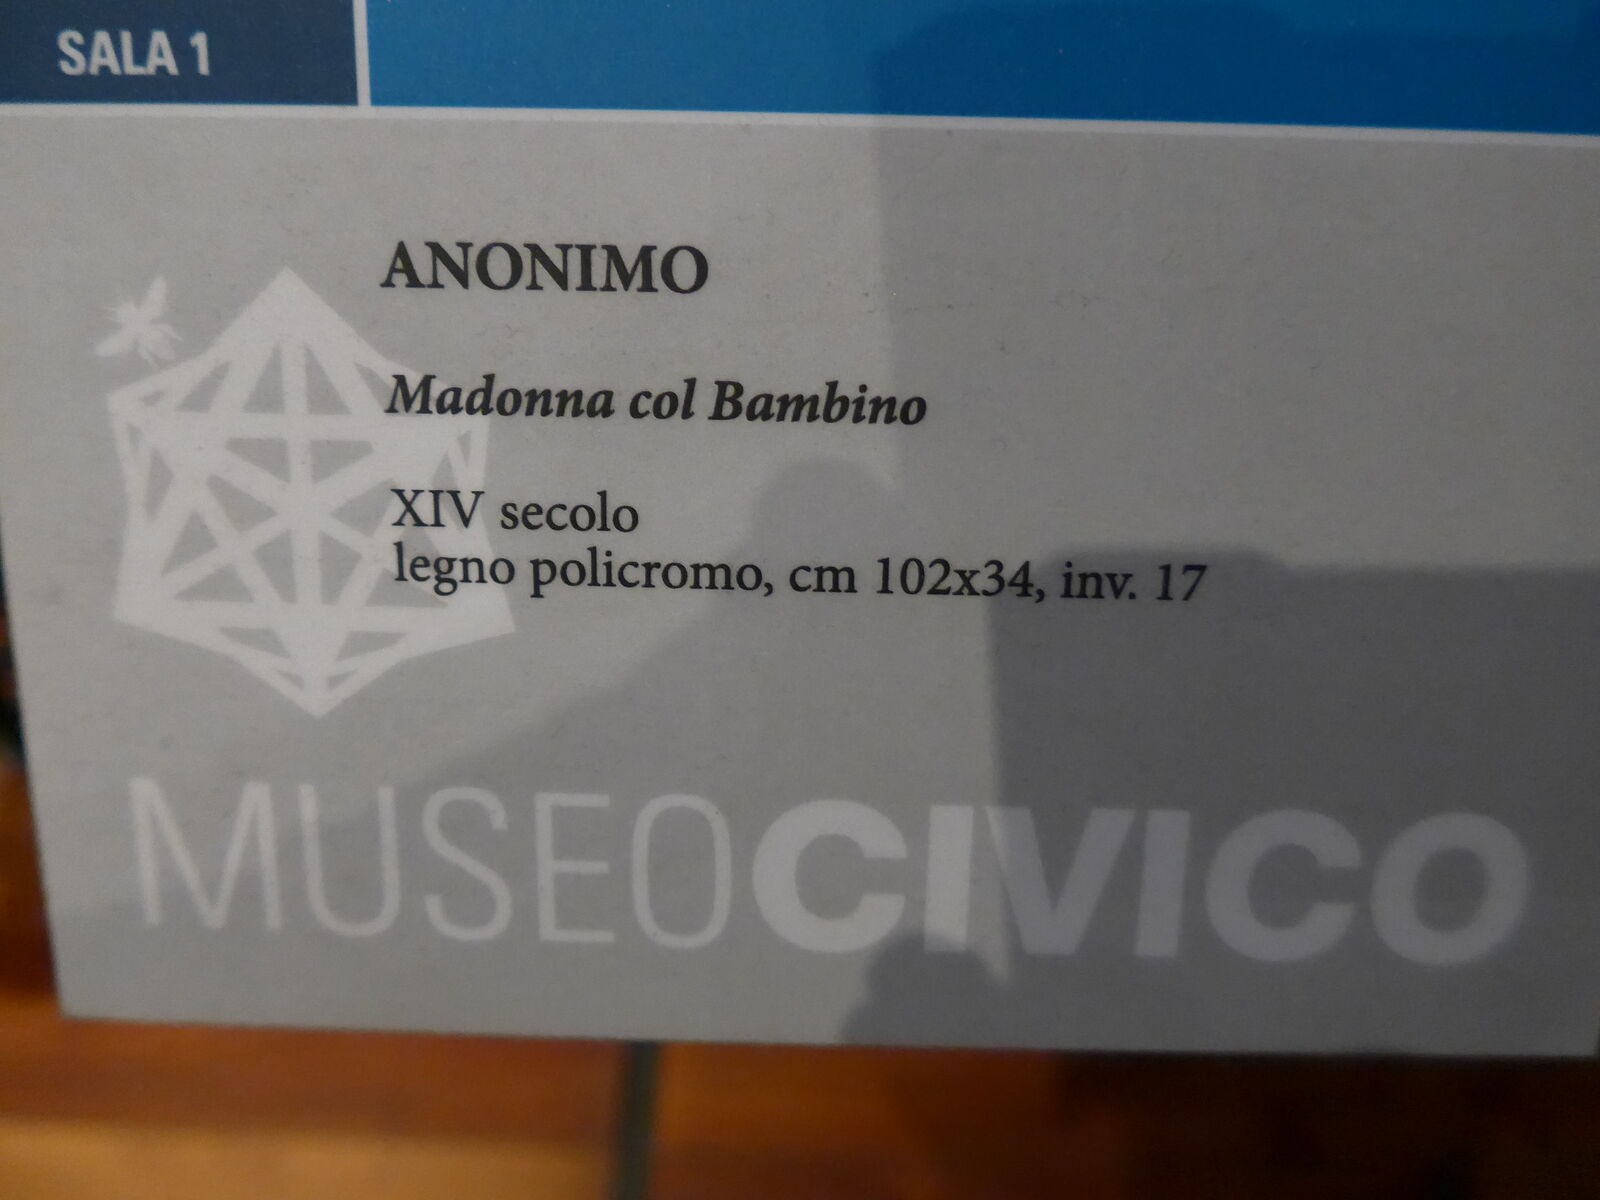 SALA 1
ANONIMO
Madonna col Bambino
XIV secolo
legno policromo, cm 102x34, inv. 17
MUSEOCIVICO